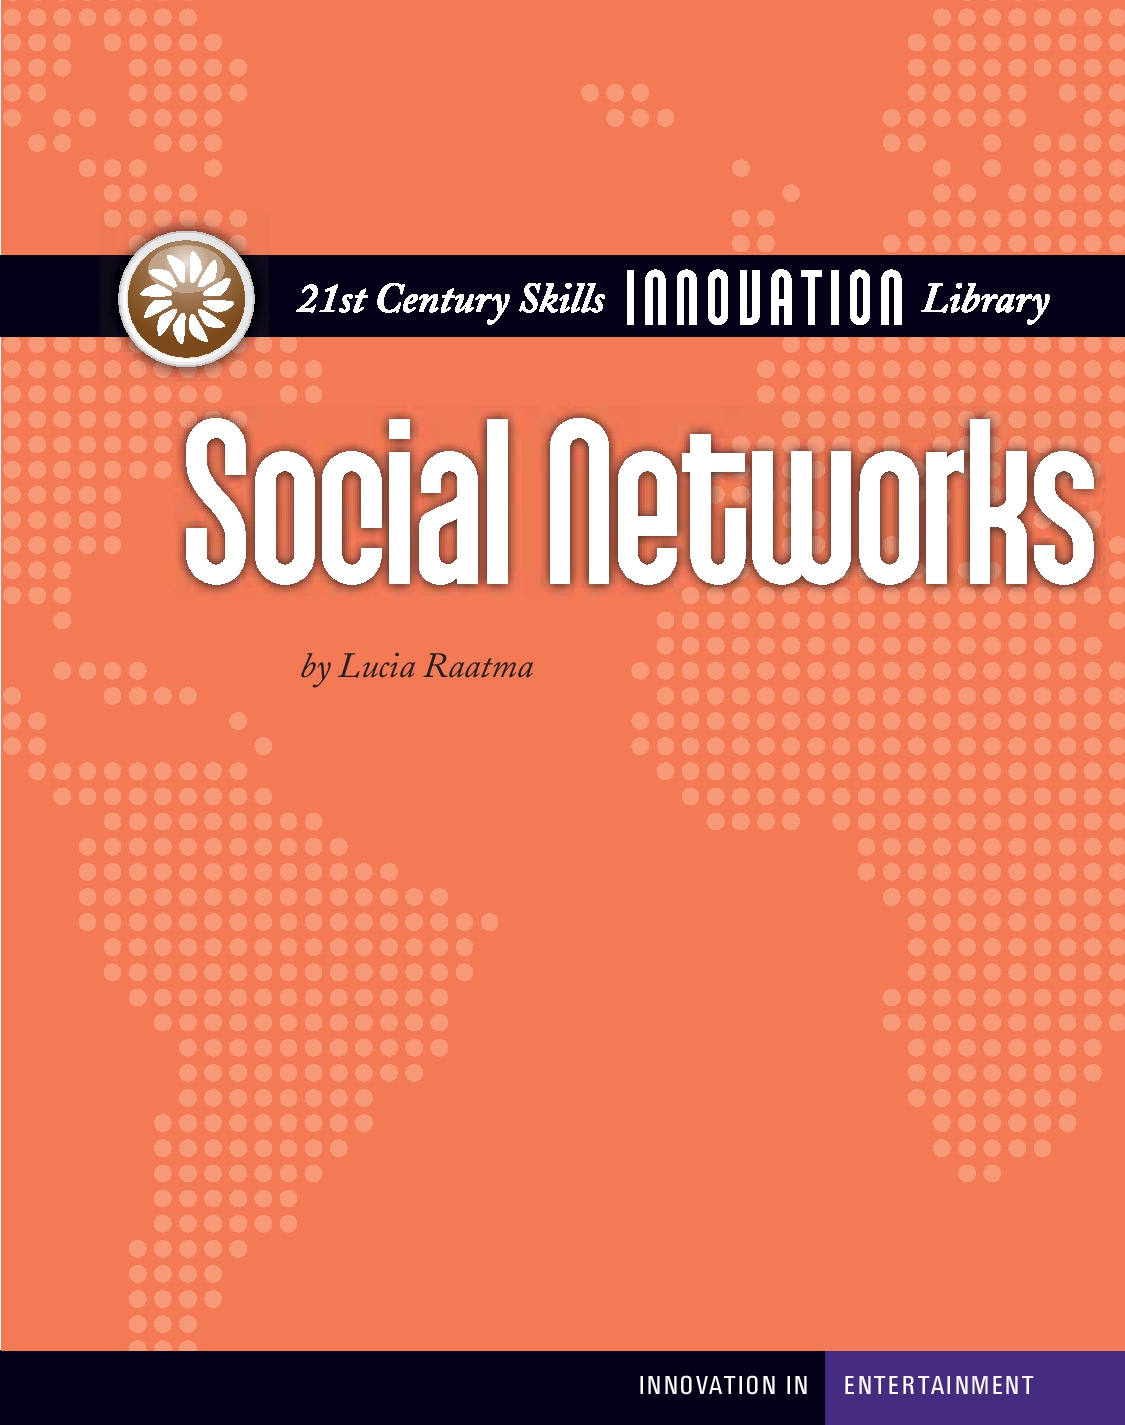 21st Century Skills INNOVATION Library
Social Networks
by Lucia Raatma
INNOVATION IN ENTERTAINMENT